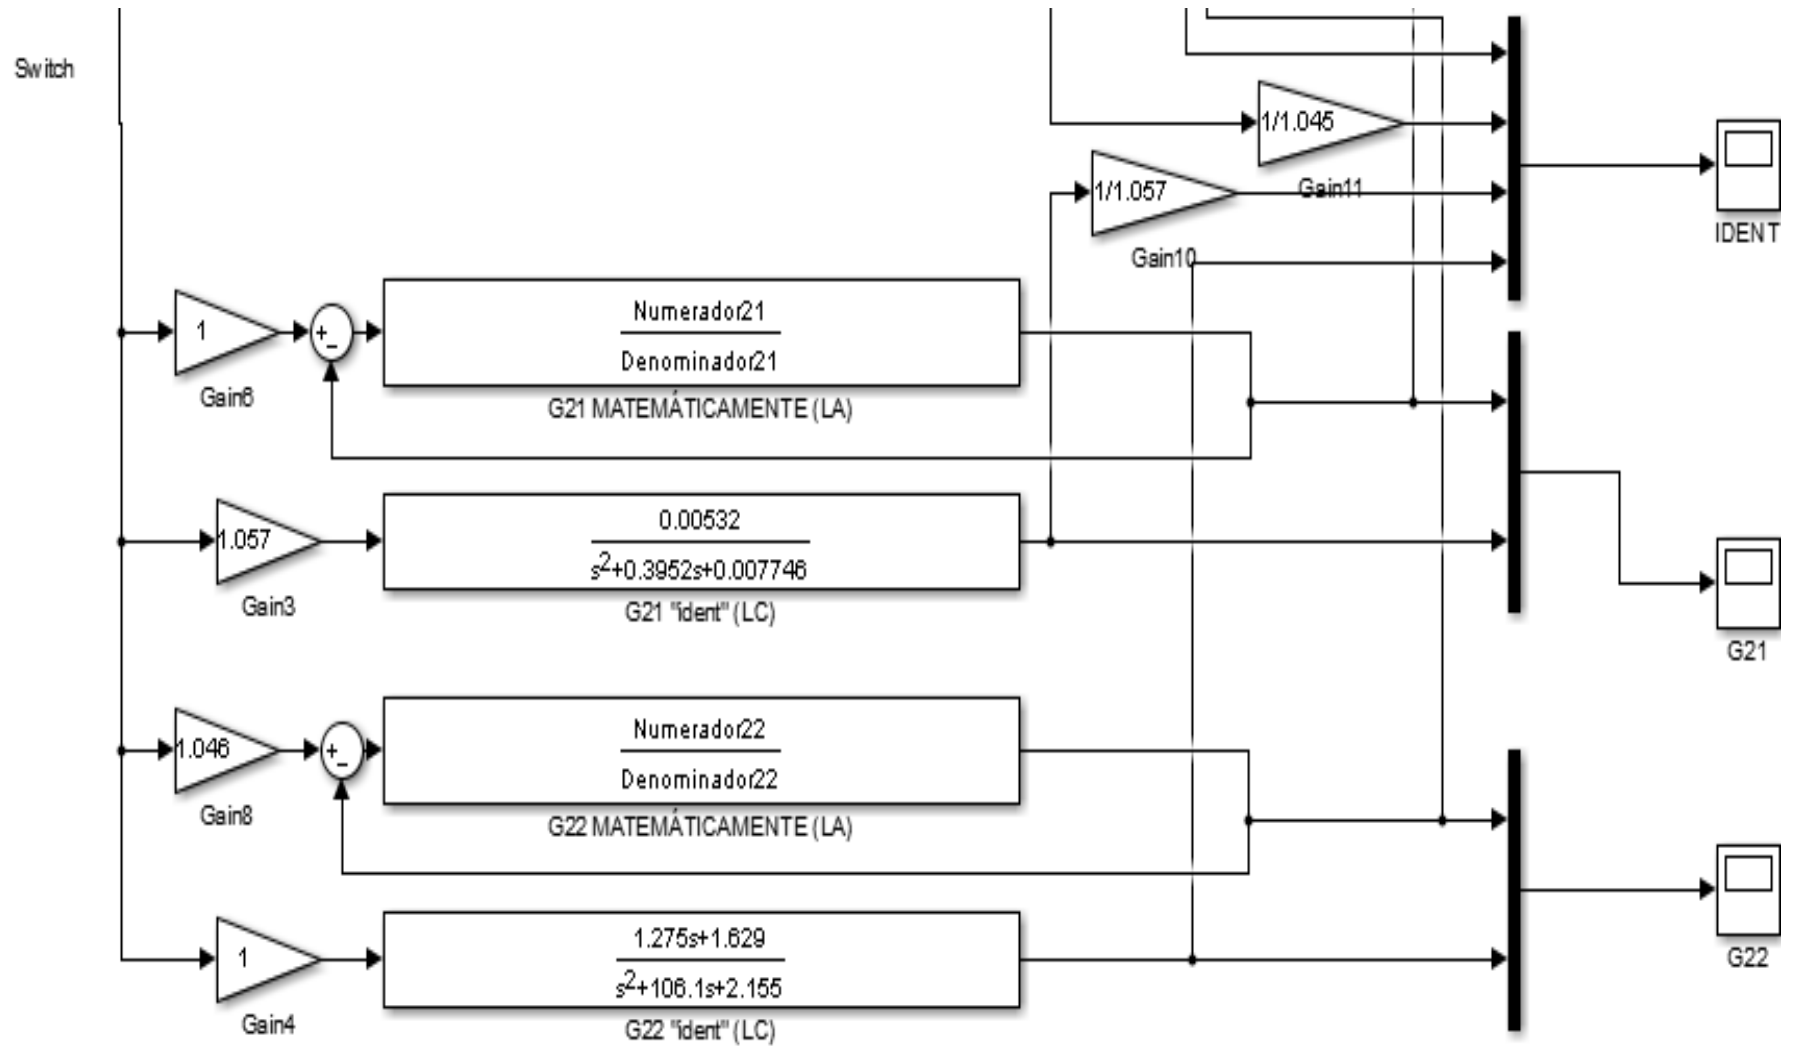 Switch
1/1.045
Gain11
1/1.057
Gain10
IDENT
1
+
−
Numerador21
Denominador21
Gain6
G21 MATEMÁTICAMENTE (LA)
1.057
0.00532
s2+0.3952s+0.007746
Gain3
G21 "ident" (LC)
G21
1.046
+
−
Numerador22
Denominador22
Gain8
G22 MATEMÁTICAMENTE (LA)
1
1.275s+1.629
s2+106.1s+2.155
Gain4
G22 "ident" (LC)
G22